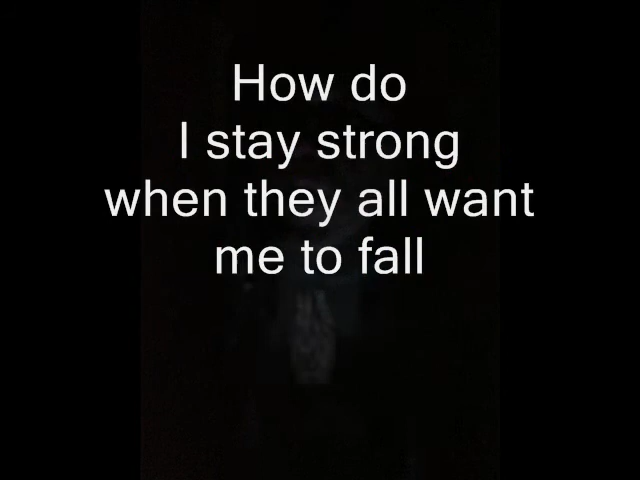 How do
I stay strong
when they all want
me to fall